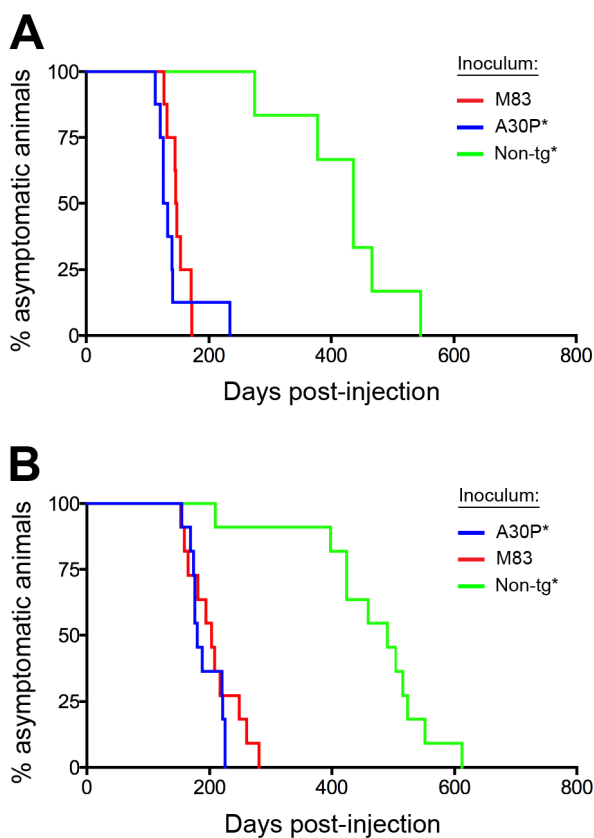 A
% asymptomatic animals
100
75
50
25
0
0 200 400 600 800
Days post-injection
Inoculum:
M83
A30P*
Non-tg*
B
% asymptomatic animals
100
75
50
25
0
0 200 400 600 800
Days post-injection
Inoculum:
A30P*
M83
Non-tg*